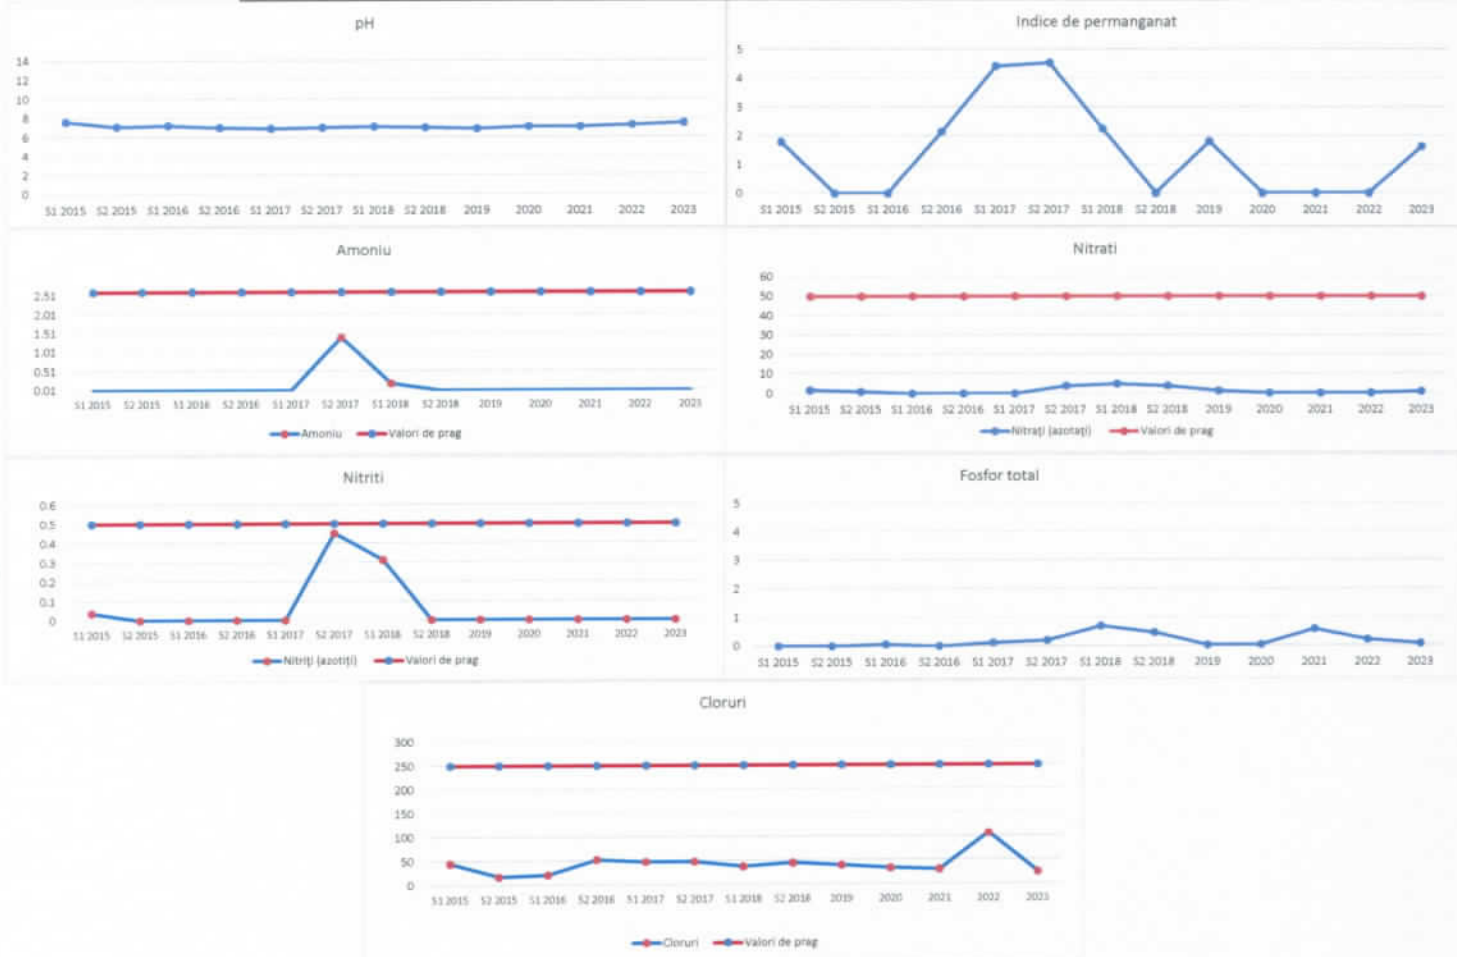 pH
14
12
10
8
6
4
2
0
S1 2015 S2 2015 S1 2016 S2 2016 S1 2017 S2 2017 S1 2018 S2 2018 2019 2020 2021 2022 2023
Indice de permanganat
5
4
3
2
1
0
S1 2015 S2 2015 S1 2016 S2 2016 S1 2017 S2 2017 S1 2018 S2 2018 2019 2020 2021 2022 2023
Amoniu
2.51
2.01
1.51
1.01
0.51
0.01
S1 2015 S2 2015 S1 2016 S2 2016 S1 2017 S2 2017 S1 2018 S2 2018 2019 2020 2021 2022 2023
Amoniu Valori de prag
Nitrati
60
50
40
30
20
10
0
S1 2015 S2 2015 S1 2016 S2 2016 S1 2017 S2 2017 S1 2018 S2 2018 2019 2020 2021 2022 2023
Nitrați (azotați) Valori de prag
Nitriti
0.6
0.5
0.4
0.3
0.2
0.1
0
S1 2015 S2 2015 S1 2016 S2 2016 S1 2017 S2 2017 S1 2018 S2 2018 2019 2020 2021 2022 2023
Nitriți (azotiți) Valori de prag
Fosfor total
5
4
3
2
1
0
S1 2015 S2 2015 S1 2016 S2 2016 S1 2017 S2 2017 S1 2018 S2 2018 2019 2020 2021 2022 2023
Cloruri
300
250
200
150
100
50
0
S1 2015 S2 2015 S1 2016 S2 2016 S1 2017 S2 2017 S1 2018 S2 2018 2019 2020 2021 2022 2023
Cloruri Valori de prag